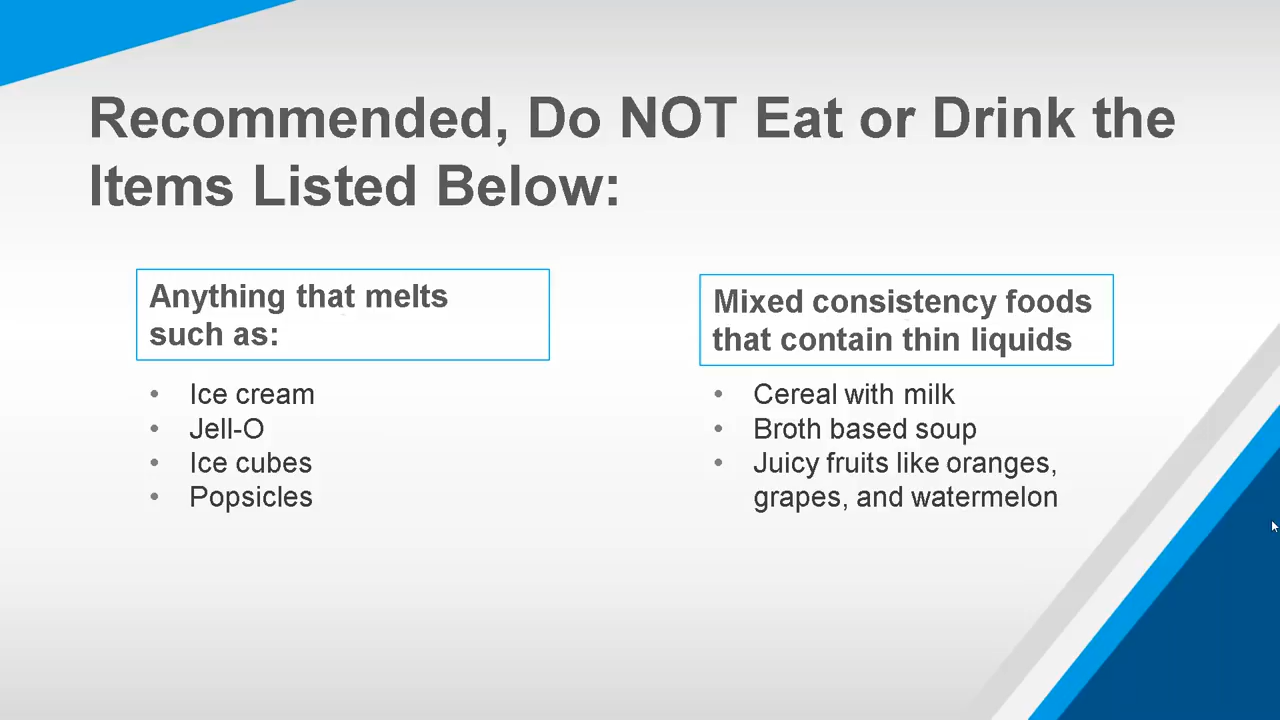 Recommended, Do NOT Eat or Drink the
Items Listed Below:
Anything that melts
such as:
• Ice cream
• Jell-O
• Ice cubes
• Popsicles
Mixed consistency foods
that contain thin liquids
• Cereal with milk
• Broth based soup
• Juicy fruits like oranges,
grapes, and watermelon